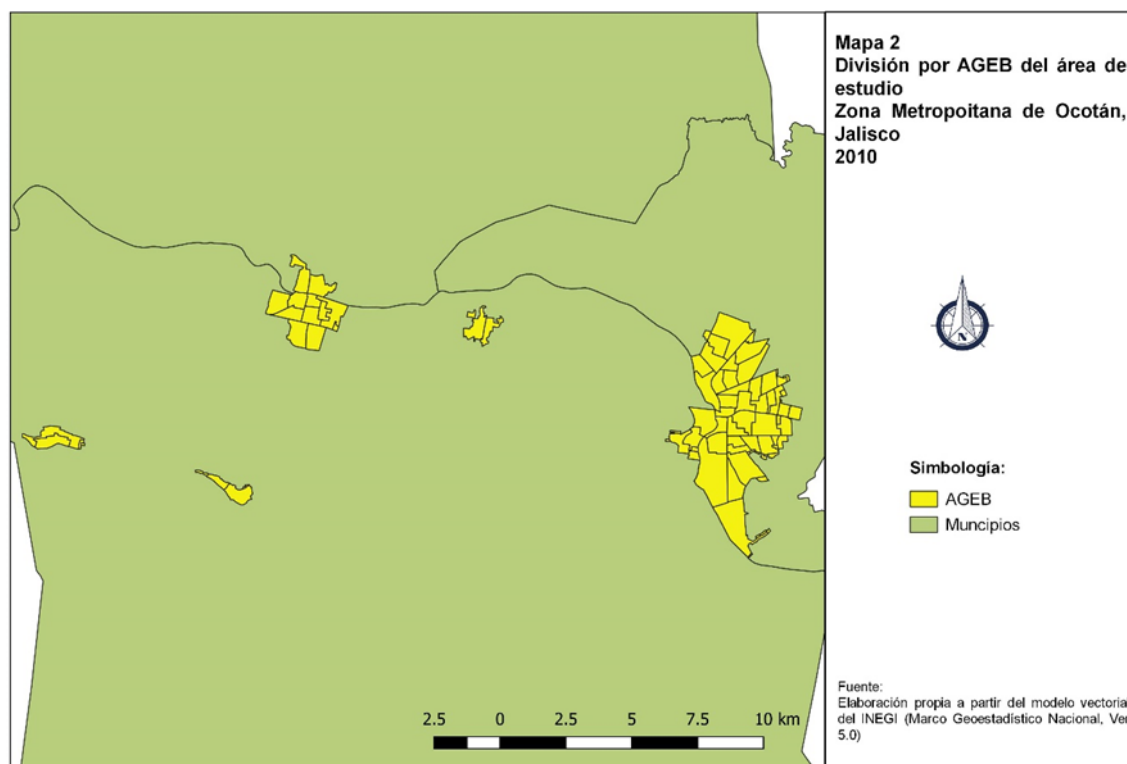 Mapa 2
División por AGEB del área de
estudio
Zona Metropoitana de Ocotán,
Jalisco
2010
N
Simbología:
AGEB
Muncipios
2.5 0 2.5 5 7.5 10 km
Fuente:
Elaboración propia a partir del modelo vectorial
del INEGI (Marco Geoestadístico Nacional, Ver
5.0)